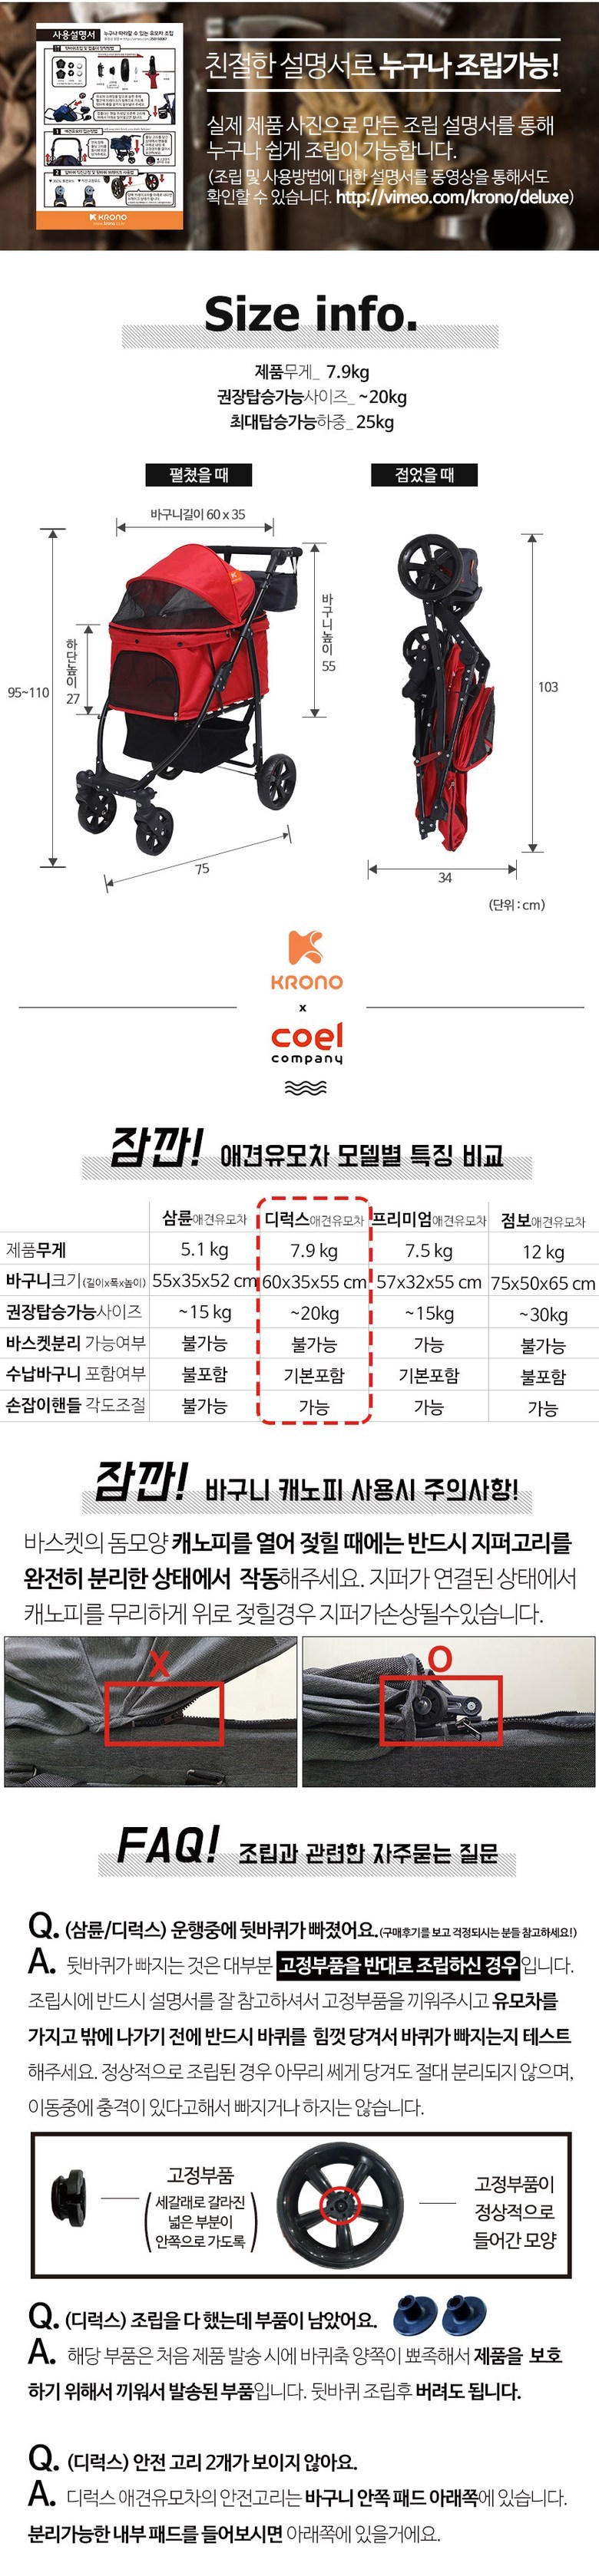 사용설명서 누구나 따라할 수 있는 유모차 조립
KRONO
친절한 설명서로 누구나 조립가능!
실제 제품 사진으로 만든 조립 설명서를 통해
누구나 쉽게 조립이 가능합니다.
(조립 및 사용방법에 대한 설명서를 동영상을 통해서도
확인할 수 있습니다. http://vimeo.com/krono/deluxe)
Size info.
제품무게_ 7.9kg
권장탑승가능사이즈_ ~20kg
최대탑승가능하중_ 25kg
펼쳤을 때
접었을 때
바구니길이 60 x 35
바구니높이 55
하단높이 27
95~110
75
103
34
(단위 : cm)
KRONO
x
coel
company
잠깐! 애견유모차 모델별 특징 비교
삼륜애견유모차 디럭스애견유모차 프리미엄애견유모차 점보애견유모차
제품무게 5.1 kg 7.9 kg 7.5 kg 12 kg
바구니크기(길이x폭x높이) 55x35x52 cm 60x35x55 cm 57x32x55 cm 75x50x65 cm
권장탑승가능사이즈 ~15 kg ~20kg ~15kg ~30kg
바스켓분리 가능여부 불가능 불가능 가능 불가능
수납바구니 포함여부 불포함 기본포함 기본포함 불포함
손잡이핸들 각도조절 불가능 가능 가능 가능
잠깐! 바구니 캐노피 사용시 주의사항!
바스켓의 돔모양 캐노피를 열어 젖힐 때에는 반드시 지퍼고리를
완전히 분리한 상태에서 작동해주세요. 지퍼가 연결된 상태에서
캐노피를 무리하게 위로 젖힐경우 지퍼가손상될수있습니다.
X
O
FAQ! 조립과 관련한 자주묻는 질문
Q. (삼륜/디럭스) 운행중에 뒷바퀴가 빠졌어요.(구매후기를 보고 걱정되시는 분들 참고하세요!)
A. 뒷바퀴가 빠지는 것은 대부분 고정부품을 반대로 조립하신 경우입니다.
조립시에 반드시 설명서를 잘 참고하셔서 고정부품을 끼워주시고 유모차를
가지고 밖에 나가기 전에 반드시 바퀴를 힘껏 당겨서 바퀴가 빠지는지 테스트
해주세요. 정상적으로 조립된 경우 아무리 쎄게 당겨도 절대 분리되지 않으며,
이동중에 충격이 있다고해서 빠지거나 하지는 않습니다.
고정부품
(세갈래로 갈라진
넓은 부분이
안쪽으로 가도록)
고정부품이
정상적으로
들어간 모양
Q. (디럭스) 조립을 다 했는데 부품이 남았어요.
A. 해당 부품은 처음 제품 발송 시에 바퀴축 양쪽이 뾰족해서 제품을 보호
하기 위해서 끼워서 발송된 부품입니다. 뒷바퀴 조립후 버려도 됩니다.
Q. (디럭스) 안전 고리 2개가 보이지 않아요.
A. 디럭스 애견유모차의 안전고리는 바구니 안쪽 패드 아래쪽에 있습니다.
분리가능한 내부 패드를 들어보시면 아래쪽에 있을거에요.